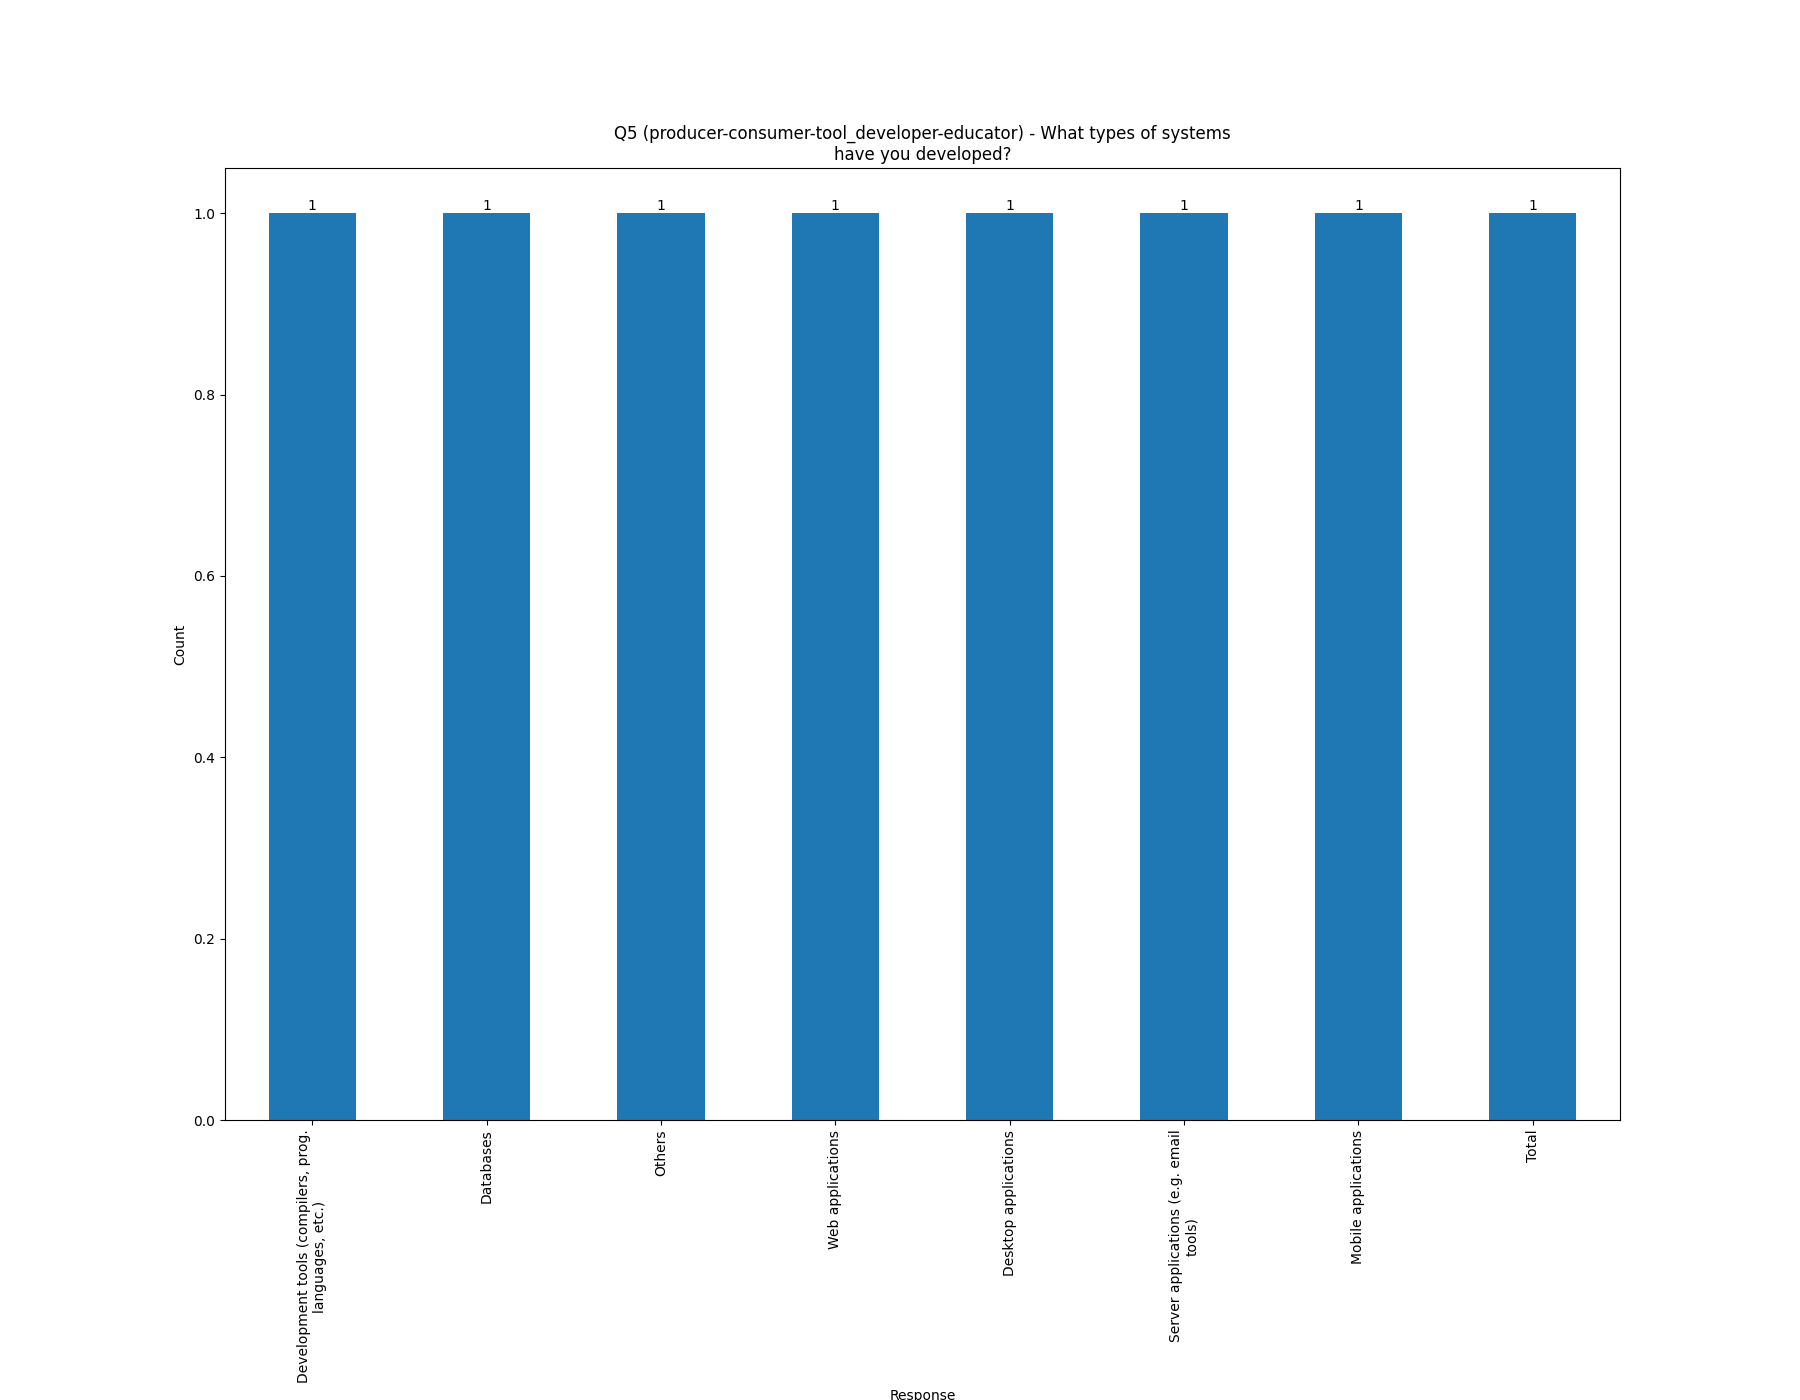 Q5 (producer-consumer-tool_developer-educator) - What types of systems
have you developed?
1 1 1 1 1 1 1 1
1.0
0.8
0.6
0.4
0.2
0.0
Count
Development tools (compilers, prog.
languages, etc.)
Databases
Others
Web applications
Desktop applications
Server applications (e.g. email
tools)
Mobile applications
Total
Response